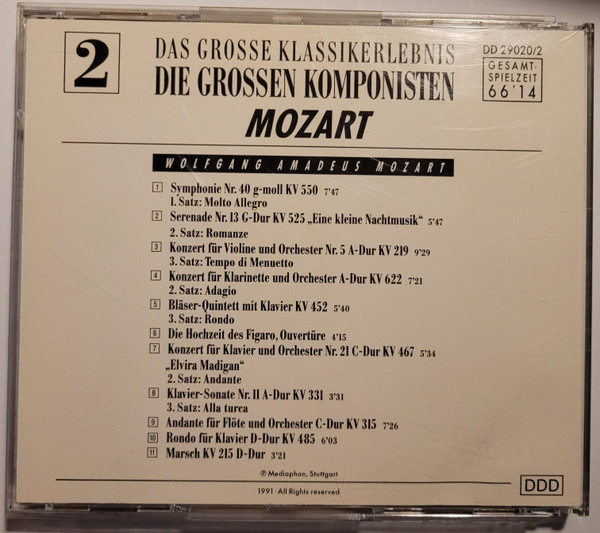 2
DAS GROSSE KLASSIKERLEBNIS
DIE GROSSEN KOMPONISTEN
MOZART
DD 29020/2
GESAMT-
SPIELZEIT
66'14
WOLFGANG AMADEUS MOZART
1 Symphonie Nr. 40 g-moll KV 550 7'47
1. Satz: Molto Allegro
2 Serenade Nr. 13 G-Dur KV 525 „Eine kleine Nachtmusik“ 5'47
2. Satz: Romanze
3 Konzert für Violine und Orchester Nr. 5 A-Dur KV 219 9'29
3. Satz: Tempo di Menuetto
4 Konzert für Klarinette und Orchester A-Dur KV 622 7'21
2. Satz: Adagio
5 Bläser-Quintett mit Klavier KV 452 5'40
3. Satz: Rondo
6 Die Hochzeit des Figaro, Ouvertüre 4'15
7 Konzert für Klavier und Orchester Nr. 21 C-Dur KV 467 5'34
„Elvira Madigan“
2. Satz: Andante
8 Klavier-Sonate Nr. 11 A-Dur KV 331 3'31
3. Satz: Alla turca
9 Andante für Flöte und Orchester C-Dur KV 315 7'26
10 Rondo für Klavier D-Dur KV 485 6'03
11 Marsch KV 215 D-Dur 3'21
℗ Mediaphon, Stuttgart
1991 · All Rights reserved
DDD